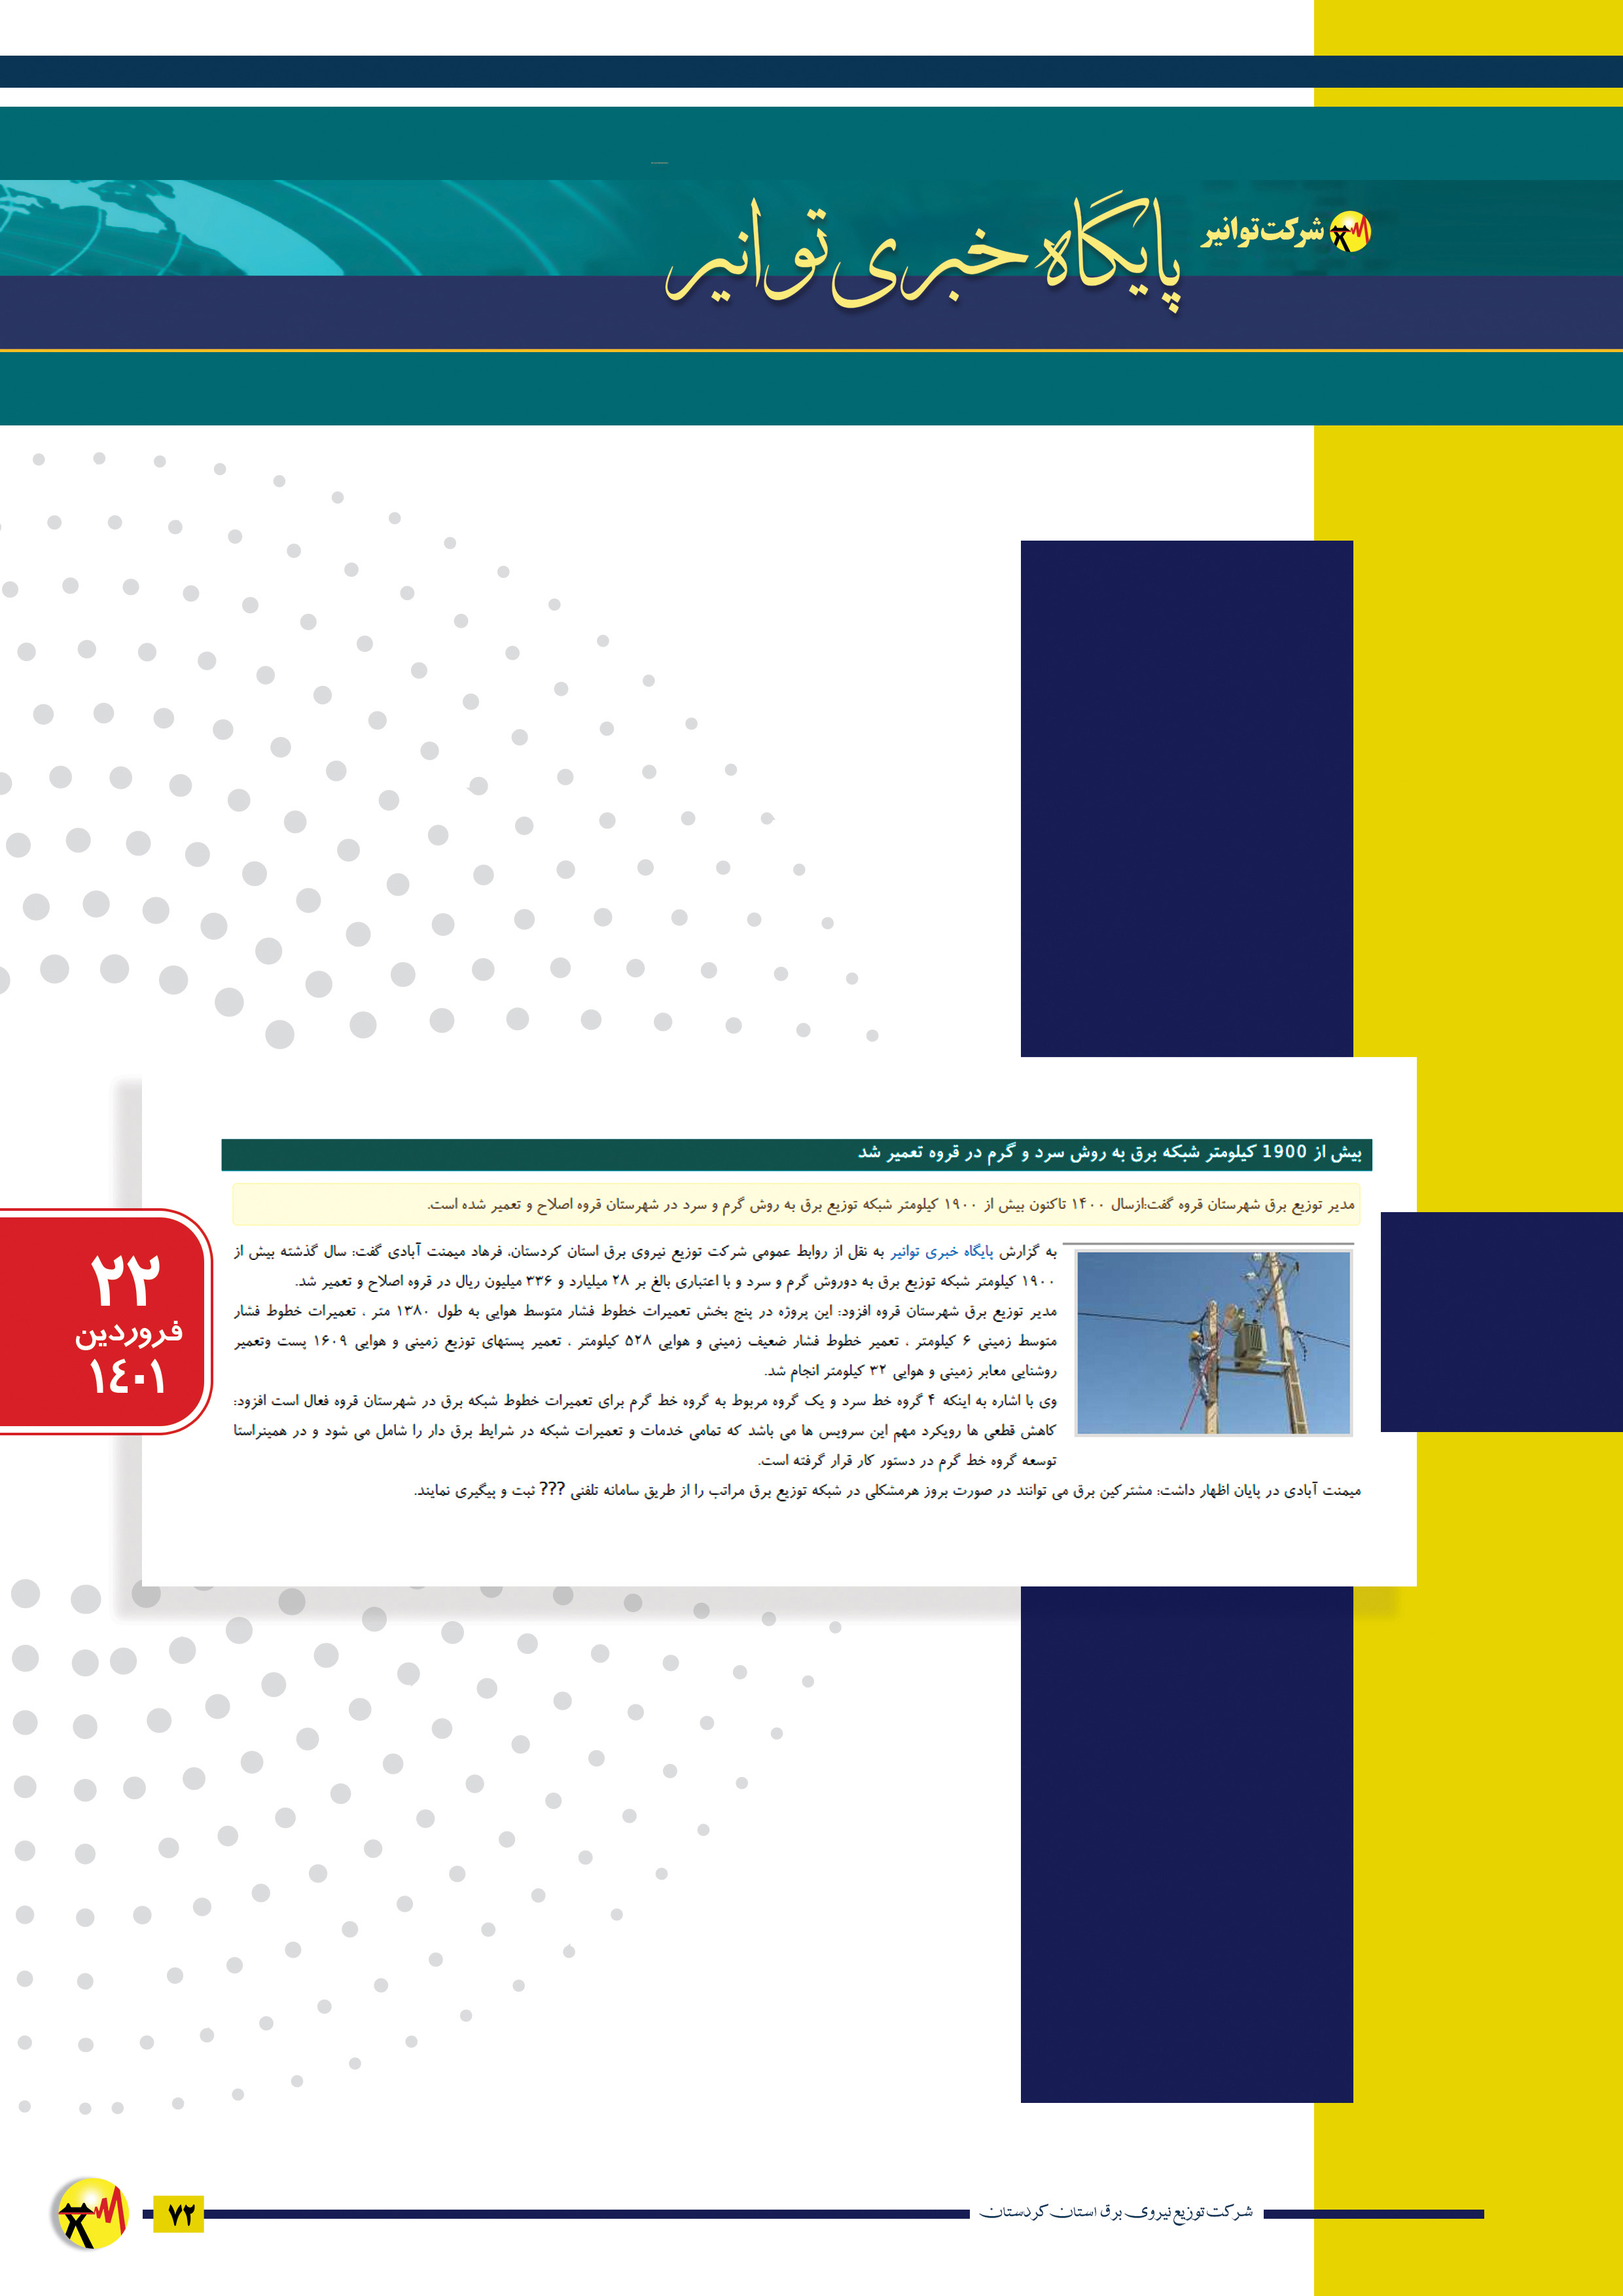 شرکت توانیر
پایگاه خبری توانیر
بیش از 1900 کیلومتر شبکه برق به روش سرد و گرم در قروه تعمیر شد
مدیر توزیع برق شهرستان قروه گفت:ازسال ۱۴۰۰ تاکنون بیش از ۱۹۰۰ کیلومتر شبکه توزیع برق به روش گرم و سرد در شهرستان قروه اصلاح و تعمیر شده است.
به گزارش پایگاه خبری توانیر به نقل از روابط عمومی شرکت توزیع نیروی برق استان کردستان، فرهاد میمنت آبادی گفت: سال گذشته بیش از
۱۹۰۰ کیلومتر شبکه توزیع برق به دوروش گرم و سرد و با اعتباری بالغ بر ۲۸ میلیارد و ۳۳۶ میلیون ریال در قروه اصلاح و تعمیر شد.
مدیر توزیع برق شهرستان قروه افزود: این پروژه در پنج بخش تعمیرات خطوط فشار متوسط هوایی به طول ۱۳۸۰ متر ، تعمیرات خطوط فشار
متوسط زمینی ۶ کیلومتر ، تعمیر خطوط فشار ضعیف زمینی و هوایی ۵۲۸ کیلومتر ، تعمیر پستهای توزیع زمینی و هوایی ۱۶۰۹ پست وتعمیر
روشنایی معابر زمینی و هوایی ۳۲ کیلومتر انجام شد.
وی با اشاره به اینکه ۴ گروه خط سرد و یک گروه مربوط به گروه خط گرم برای تعمیرات خطوط شبکه برق در شهرستان قروه فعال است افزود:
کاهش قطعی ها رویکرد مهم این سرویس ها می باشد که تمامی خدمات و تعمیرات شبکه در شرایط برق دار را شامل می شود و در همینراستا
توسعه گروه خط گرم در دستور کار قرار گرفته است.
میمنت آبادی در پایان اظهار داشت: مشترکین برق می توانند در صورت بروز هرمشکلی در شبکه توزیع برق مراتب را از طریق سامانه تلفنی ??? ثبت و پیگیری نمایند.
۲۲
فروردین
۱٤۰۱
شرکت توزیع نیروی برق استان کردستان
۷۲